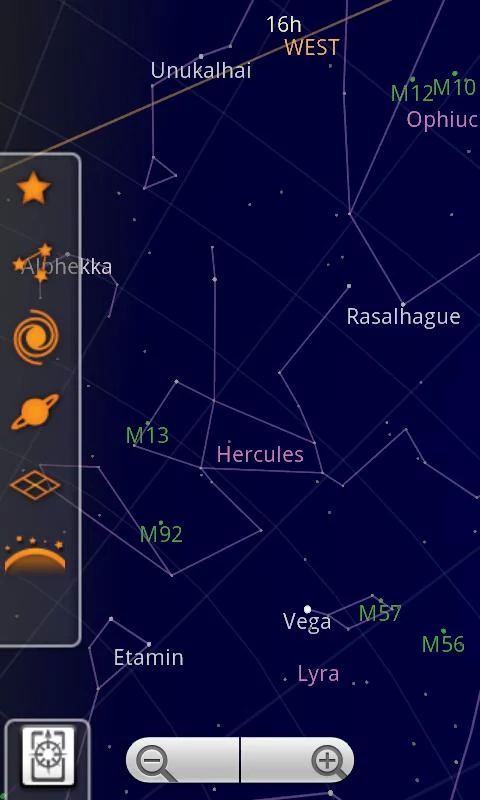 16h
WEST
Unukalhai
M12
M10
Ophiuc
Alphekka
Rasalhague
M13
Hercules
M92
Vega
M57
M56
Etamin
Lyra